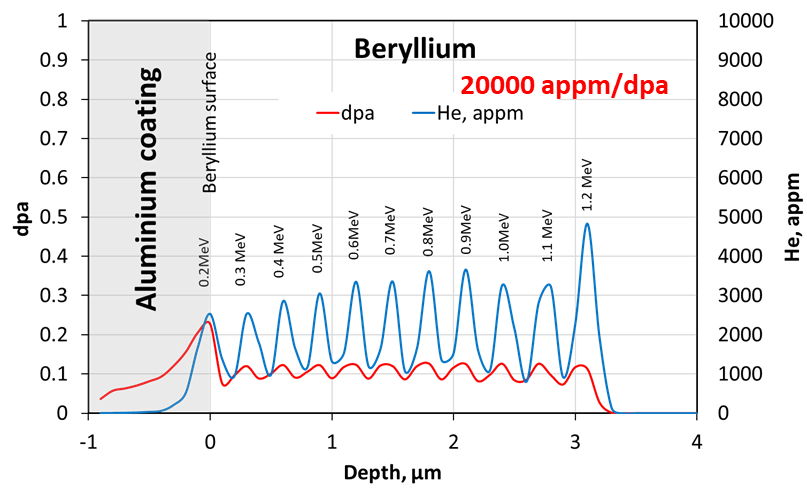 Beryllium
20000 appm/dpa
dpa
He, appm
Aluminium coating
Beryllium surface
0.2MeV
0.3 MeV
0.4 MeV
0.5MeV
0.6MeV
0.7MeV
0.8MeV
0.9MeV
1.0MeV
1.1 MeV
1.2 MeV
dpa
1
0.9
0.8
0.7
0.6
0.5
0.4
0.3
0.2
0.1
0
He, appm
10000
9000
8000
7000
6000
5000
4000
3000
2000
1000
0
-1
0
1
2
3
4
Depth, μm